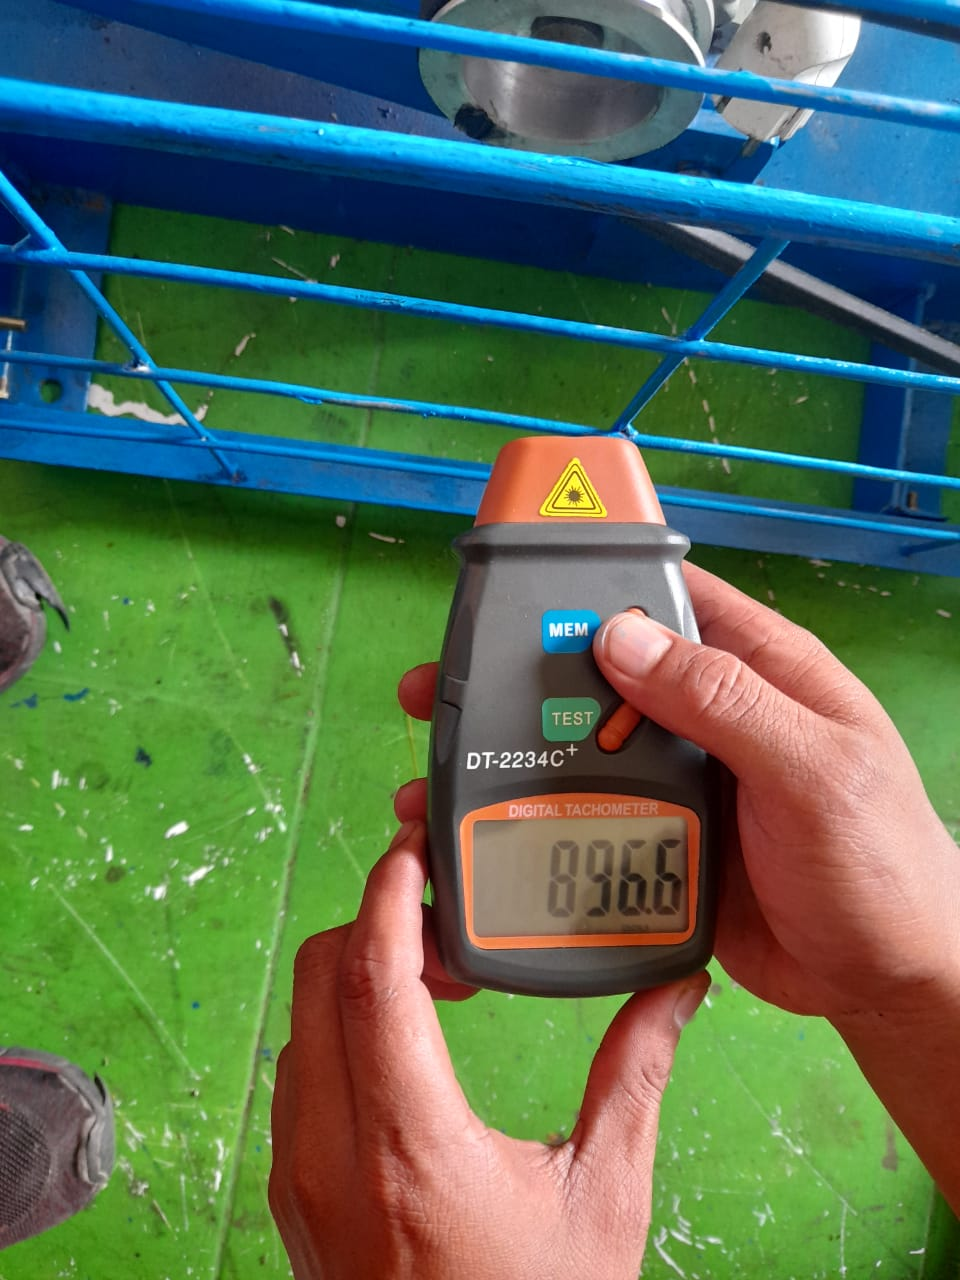 MEM
TEST
DT-2234C+
DIGITAL TACHOMETER
896.6